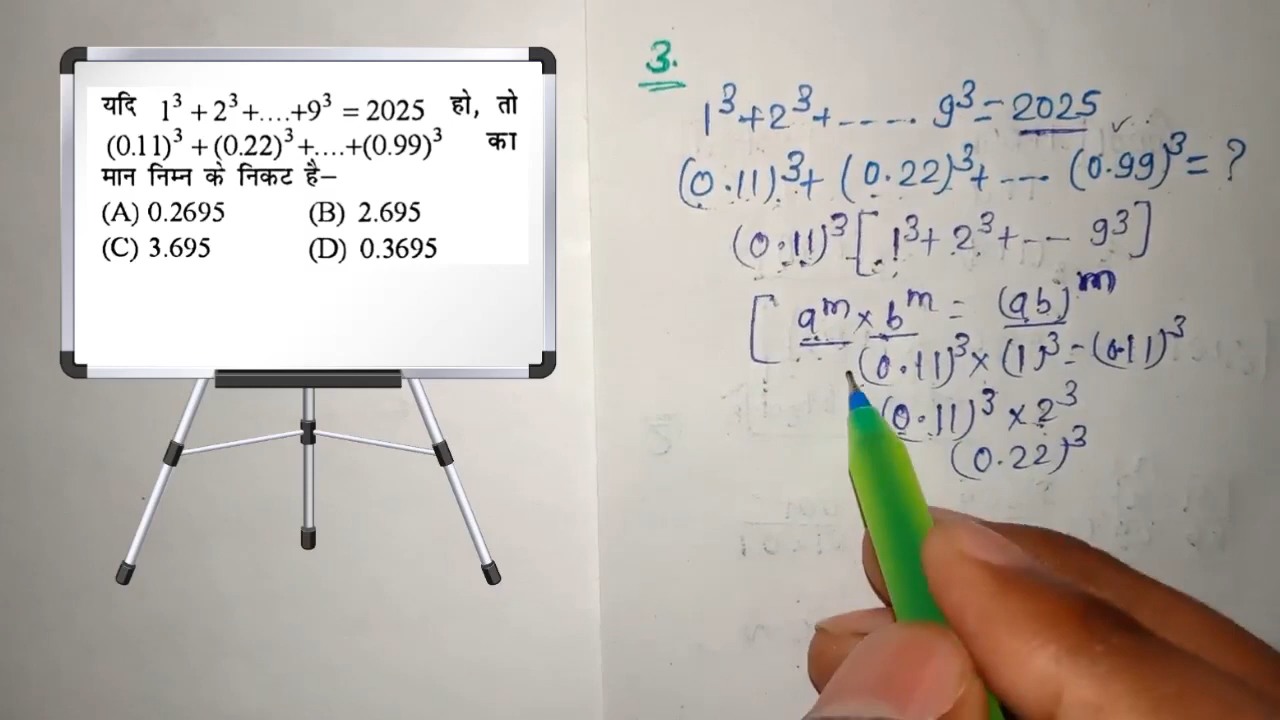 यदि 1³ + 2³ +....+9³ = 2025 हो, तो
(0.11)³ + (0.22)³ +....+(0.99)³ का
मान निम्न के निकट है–
(A) 0.2695 (B) 2.695
(C) 3.695 (D) 0.3695
3.
1³+2³+ ----- 9³ = 2025
(0.11)³+ (0.22)³+ ---- (0.99)³ = ?
(0.11)³ [1³+ 2³+ --- 9³]
[ aᵐ × bᵐ = (ab)ᵐ
(0.11)³ × (1)³ = (0.11)³
(0.11)³ × 2³
(0.22)³